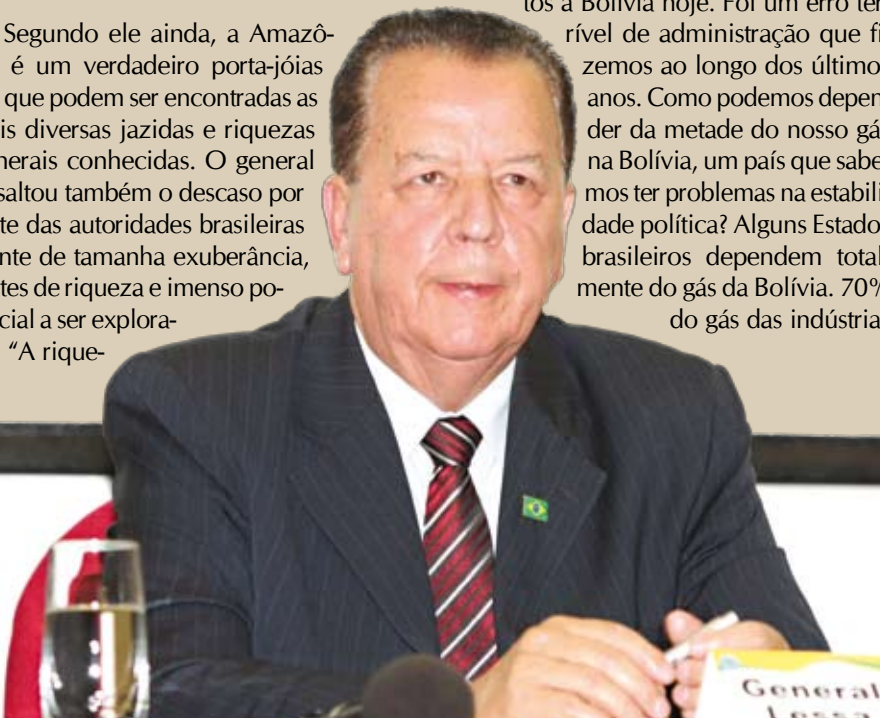 Segundo ele ainda, a Amazô-
é um verdadeiro porta-jóias
que podem ser encontradas as
is diversas jazidas e riquezas
nerais conhecidas. O general
saltou também o descaso por
te das autoridades brasileiras
nte de tamanha exuberância,
tes de riqueza e imenso po-
cial a ser explora-
“A rique-
tos à Bolívia hoje. Foi um erro ter
rível de administração que fi
zemos ao longo dos último
anos. Como podemos depen
der da metade do nosso gá
na Bolívia, um país que sabe
mos ter problemas na estabili
dade política? Alguns Estado
brasileiros dependem total
mente do gás da Bolívia. 70%
do gás das indústria
General
Lessa